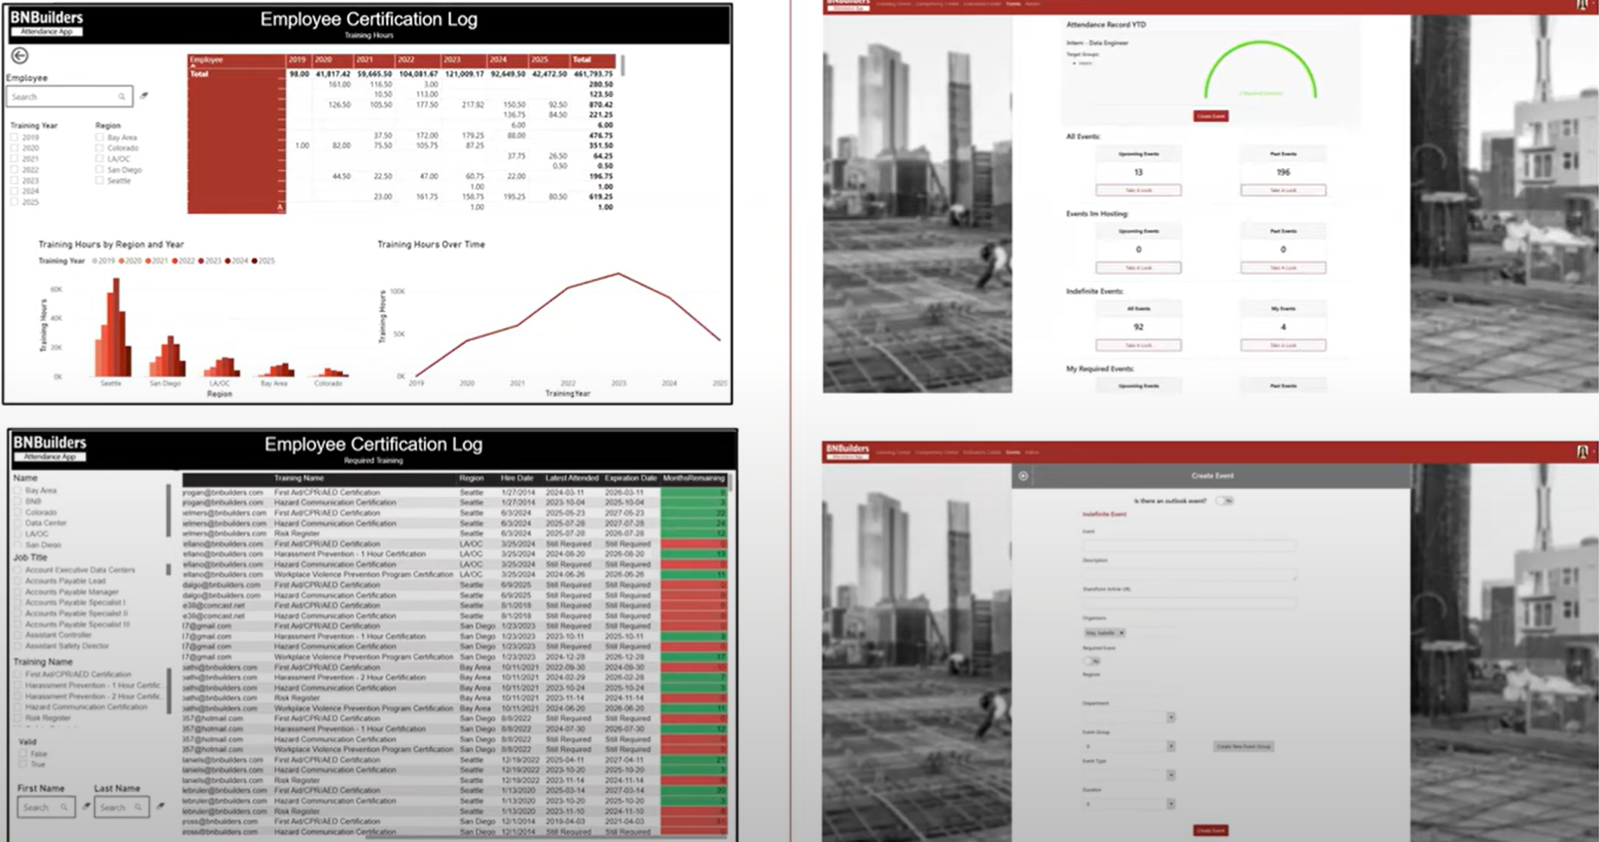 BNBuilders
Attendance App
Employee Certification Log
Training Hours
Employee
Search
Training Year
2019
2020
2021
2022
2023
2024
2025
Region
Bay Area
Colorado
LA/OC
San Diego
Seattle
Employee 2019 2020 2021 2022 2023 2024 2025 Total
Total 98.00 41,817.42 59,665.50 104,081.67 121,009.17 92,649.50 42,472.50 461,793.75
161.00 116.50 3.00 280.50
10.50 113.00 123.50
126.50 105.50 177.50 217.92 150.50 92.50 870.42
136.75 84.50 221.25
6.00 6.00
37.50 172.00 179.25 88.00 476.75
1.00 82.00 75.50 105.75 87.25 351.50
37.75 26.50 64.25
0.50 0.50
44.50 22.50 47.00 60.75 22.00 196.75
1.00 1.00
23.00 161.75 158.75 195.25 80.50 619.25
A 1.00 1.00
Training Hours by Region and Year
Training Year 2019 2020 2021 2022 2023 2024 2025
Training Hours
60K
40K
20K
0K
Seattle San Diego LA/OC Bay Area Colorado
Region
Training Hours Over Time
Training Hours
100K
50K
0K
2019 2020 2021 2022 2023 2024 2025
TrainingYear
BNBuilders
Events
Attendance Record YTD
Intern - Data Engineer
Target Groups
Create Event
All Events:
Upcoming Events
13
Take A Look
Past Events
196
Take A Look
Events Im Hosting:
Upcoming Events
0
Take A Look
Past Events
0
Take A Look
Indefinite Events:
All Events
92
Take A Look
My Events
4
Take A Look
My Required Events:
Upcoming Events
Past Events
BNBuilders
Attendance App
Employee Certification Log
Required Training
Name
Bay Area
BNB
Colorado
Data Center
LA/OC
San Diego
Job Title
Account Executive Data Centers
Accounts Payable Lead
Accounts Payable Manager
Accounts Payable Specialist I
Accounts Payable Specialist II
Accounts Payable Specialist III
Assistant Controller
Assistant Safety Director
Training Name
First Aid/CPR/AED Certification
Harassment Prevention - 1 Hour Certific...
Harassment Prevention - 2 Hour Certific...
Hazard Communication Certification
Risk Register
Valid
False
True
First Name
Search
Last Name
Search
Training Name Region Hire Date Latest Attended Expiration Date MonthsRemaining
rogan@bnbuilders.com First Aid/CPR/AED Certification Seattle 1/27/2014 2024-03-11 2026-03-11
rogan@bnbuilders.com Hazard Communication Certification Seattle 1/27/2014 2023-10-04 2025-10-04
elmers@bnbuilders.com First Aid/CPR/AED Certification Seattle 6/3/2024 2025-05-23 2027-05-23 22
elmers@bnbuilders.com Hazard Communication Certification Seattle 6/3/2024 2025-07-28 2027-07-28 24
elmers@bnbuilders.com Risk Register Seattle 6/3/2024 2025-07-28 2026-07-28 12
ellano@bnbuilders.com First Aid/CPR/AED Certification LA/OC 3/25/2024 Still Required Still Required
ellano@bnbuilders.com Harassment Prevention - 1 Hour Certification LA/OC 3/25/2024 2024-08-20 2026-08-20 13
ellano@bnbuilders.com Hazard Communication Certification LA/OC 3/25/2024 Still Required Still Required
ellano@bnbuilders.com Workplace Violence Prevention Program Certification LA/OC 3/25/2024 2024-06-26 2026-06-26 11
dalgo@bnbuilders.com First Aid/CPR/AED Certification Seattle 6/9/2025 Still Required Still Required
dalgo@bnbuilders.com Hazard Communication Certification Seattle 6/9/2025 Still Required Still Required
e38@comcast.net First Aid/CPR/AED Certification Seattle 8/1/2018 Still Required Still Required
e38@comcast.net Hazard Communication Certification Seattle 8/1/2018 Still Required Still Required
l7@gmail.com First Aid/CPR/AED Certification San Diego 1/23/2023 Still Required Still Required
l7@gmail.com Harassment Prevention - 1 Hour Certification San Diego 1/23/2023 2023-10-11 2025-10-11
l7@gmail.com Hazard Communication Certification San Diego 1/23/2023 Still Required Still Required
l7@gmail.com Workplace Violence Prevention Program Certification San Diego 1/23/2023 2024-12-28 2026-12-28 17
pathi@bnbuilders.com First Aid/CPR/AED Certification Bay Area 10/11/2021 2022-09-30 2024-09-30
pathi@bnbuilders.com Harassment Prevention - 2 Hour Certification Bay Area 10/11/2021 2024-02-29 2026-02-28
pathi@bnbuilders.com Hazard Communication Certification Bay Area 10/11/2021 2023-10-24 2025-10-24
pathi@bnbuilders.com Risk Register Bay Area 10/11/2021 2023-11-14 2024-11-14
pathi@bnbuilders.com Workplace Violence Prevention Program Certification Bay Area 10/11/2021 2024-06-20 2026-06-20 11
357@hotmail.com First Aid/CPR/AED Certification San Diego 8/8/2022 Still Required Still Required
357@hotmail.com Harassment Prevention - 1 Hour Certification San Diego 8/8/2022 2024-07-30 2026-07-30 12
357@hotmail.com Hazard Communication Certification San Diego 8/8/2022 Still Required Still Required
357@hotmail.com Workplace Violence Prevention Program Certification San Diego 8/8/2022 Still Required Still Required
laniels@bnbuilders.com First Aid/CPR/AED Certification Seattle 12/19/2022 2025-04-11 2027-04-11 21
laniels@bnbuilders.com Hazard Communication Certification Seattle 12/19/2022 2023-10-20 2025-10-20
laniels@bnbuilders.com Risk Register Seattle 12/19/2022 2023-11-14 2024-11-14
lebruler@bnbuilders.com First Aid/CPR/AED Certification Seattle 1/13/2020 2025-03-14 2027-03-14 20
lebruler@bnbuilders.com Hazard Communication Certification Seattle 1/13/2020 2023-10-20 2025-10-20
lebruler@bnbuilders.com Risk Register Seattle 1/13/2020 2023-11-10 2024-11-10
yross@bnbuilders.com First Aid/CPR/AED Certification San Diego 12/1/2014 2019-04-03 2021-04-03
yross@bnbuilders.com Hazard Communication Certification San Diego 12/1/2014 Still Required Still Required
BNBuilders
Events
Create Event
Is there an outlook event?
No
Indefinite Event
Event
Description
SharePoint Article URL
Organizers
Required Event
No
Regions
Department
Event Group
Create New Event Group
Event Type
Duration
Create Event